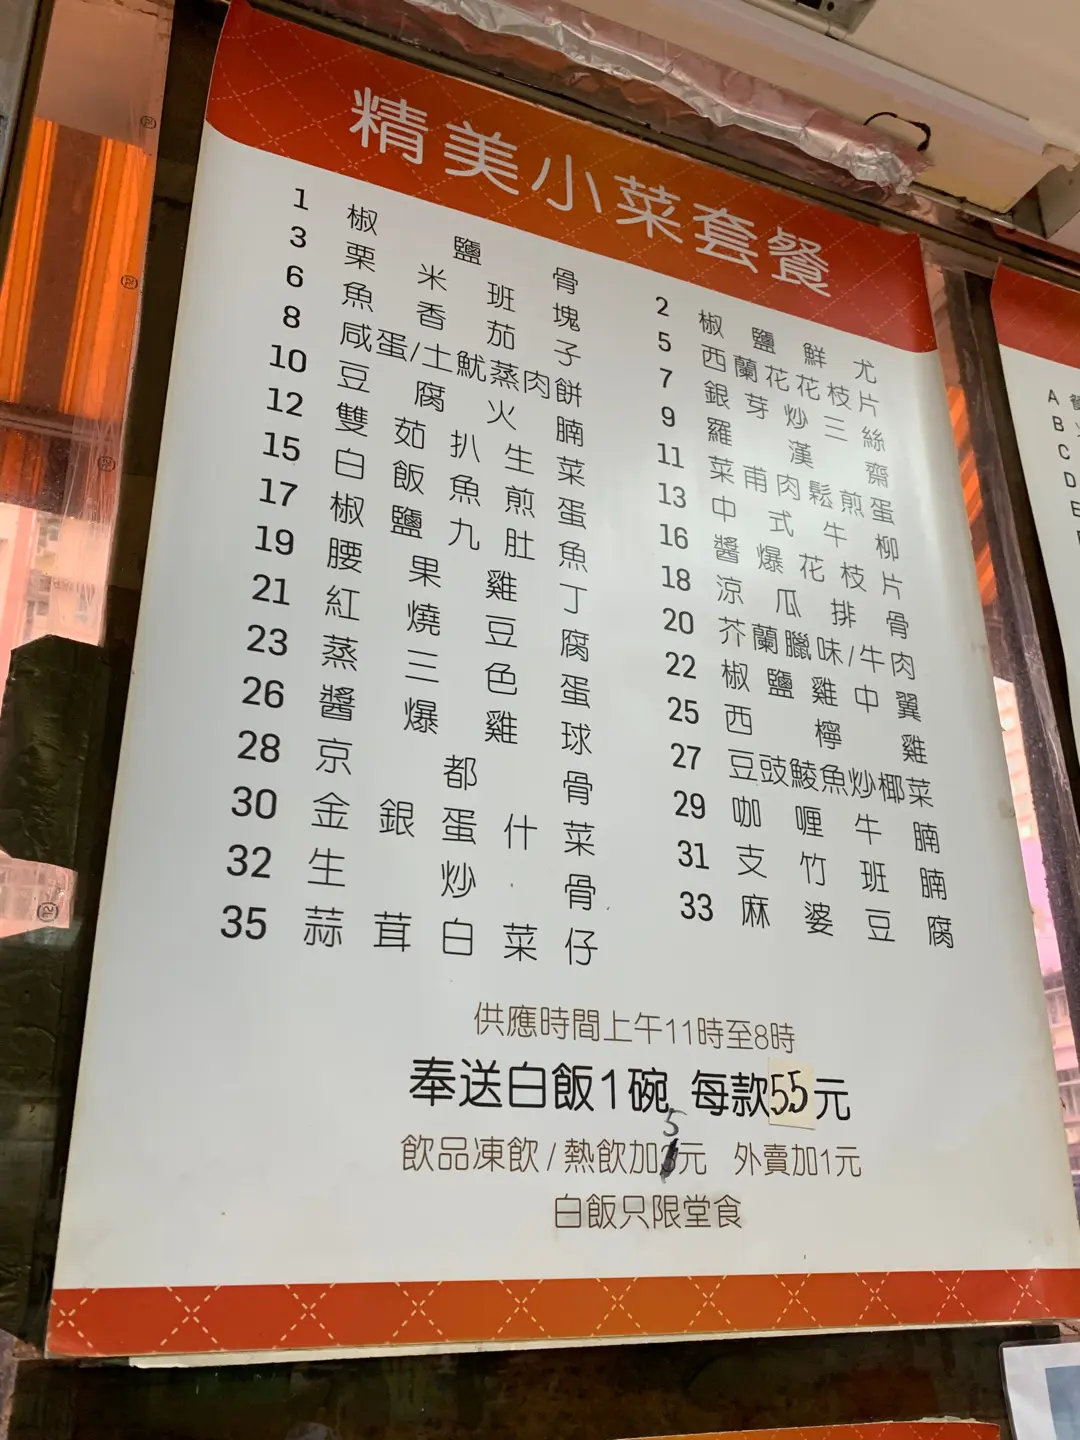 精美小菜套餐
1 椒鹽骨
3 栗米班塊
6 魚香茄子
8 咸蛋/土魷蒸肉餅
10 豆腐火腩
12 雙茹扒生菜
15 白飯魚煎蛋
17 椒鹽九肚魚
19 腰果雞丁
21 紅燒豆腐
23 蒸三色蛋
26 醬爆雞球
28 京都骨
30 金銀蛋什菜
32 生炒骨
35 蒜茸白菜仔
2 椒鹽鮮尤
5 西蘭花花枝片
7 銀芽炒三絲
9 羅漢齋
11 菜甫肉鬆煎蛋
13 中式牛柳
16 醬爆花枝片
18 涼瓜排骨
20 芥蘭臘味/牛肉
22 椒鹽雞中翼
25 西檸雞
27 豆豉鯪魚炒椰菜
29 咖喱牛腩
31 支竹班腩
33 麻婆豆腐
供應時間上午11時至8時
奉送白飯1碗 每款55元
飲品凍飲/熱飲加5元 外賣加1元
白飯只限堂食
A
B
C
D
E